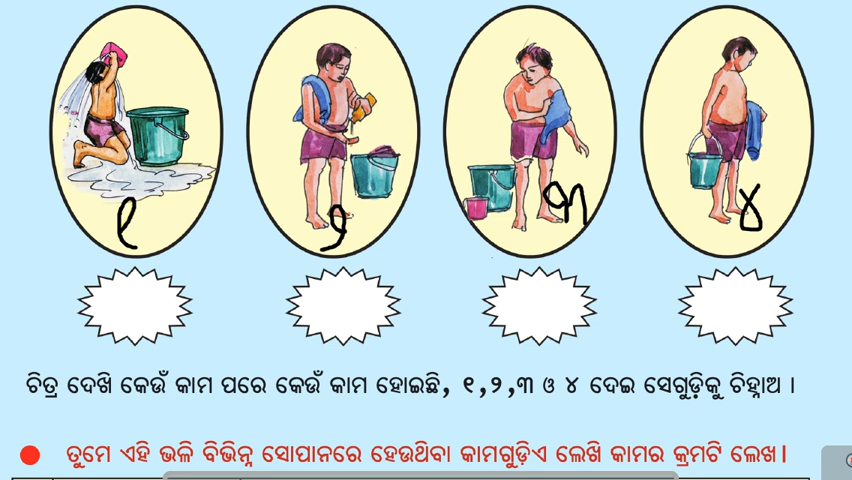 ୧ ୨ ୩ ୪
ଚିତ୍ର ଦେଖି କେଉଁ କାମ ପରେ କେଉଁ କାମ ହୋଇଛି, ୧,୨,୩ ଓ ୪ ଦେଇ ସେଗୁଡ଼ିକୁ ଚିହ୍ନାଅ ।
ତୁମେ ଏହି ଭଳି ବିଭିନ୍ନ ସୋପାନରେ ହେଉଥିବା କାମଗୁଡ଼ିଏ ଲେଖି କାମର କ୍ରମଟି ଲେଖ।